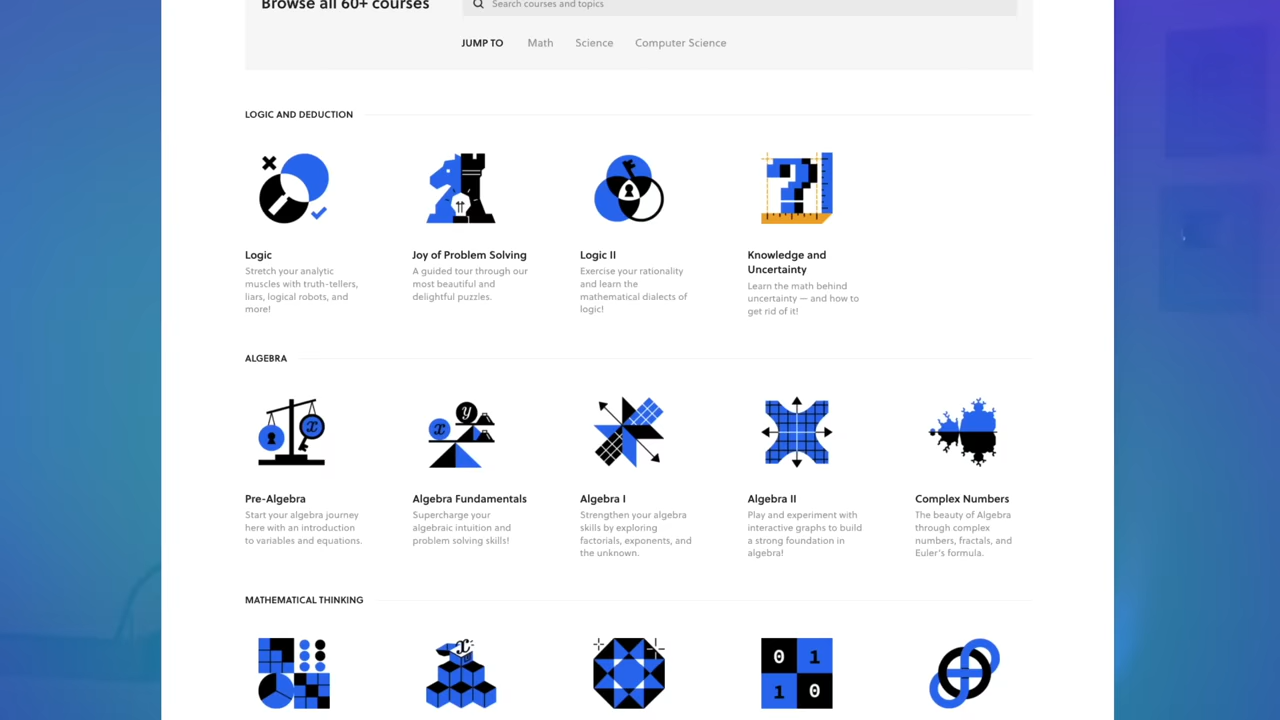 Browse all 60+ courses
Search courses and topics
JUMP TO Math Science Computer Science
LOGIC AND DEDUCTION
Logic
Stretch your analytic
muscles with truth-tellers,
liars, logical robots, and
more!
Joy of Problem Solving
A guided tour through our
most beautiful and
delightful puzzles.
Logic II
Exercise your rationality
and learn the
mathematical dialects of
logic!
Knowledge and
Uncertainty
Learn the math behind
uncertainty — and how to
get rid of it!
ALGEBRA
x
y
x
Pre-Algebra
Start your algebra journey
here with an introduction
to variables and equations.
Algebra Fundamentals
Supercharge your
algebraic intuition and
problem solving skills!
Algebra I
Strengthen your algebra
skills by exploring
factorials, exponents, and
the unknown.
Algebra II
Play and experiment with
interactive graphs to build
a strong foundation in
algebra!
Complex Numbers
The beauty of Algebra
through complex
numbers, fractals, and
Euler's formula.
MATHEMATICAL THINKING
x
0 1
1 0